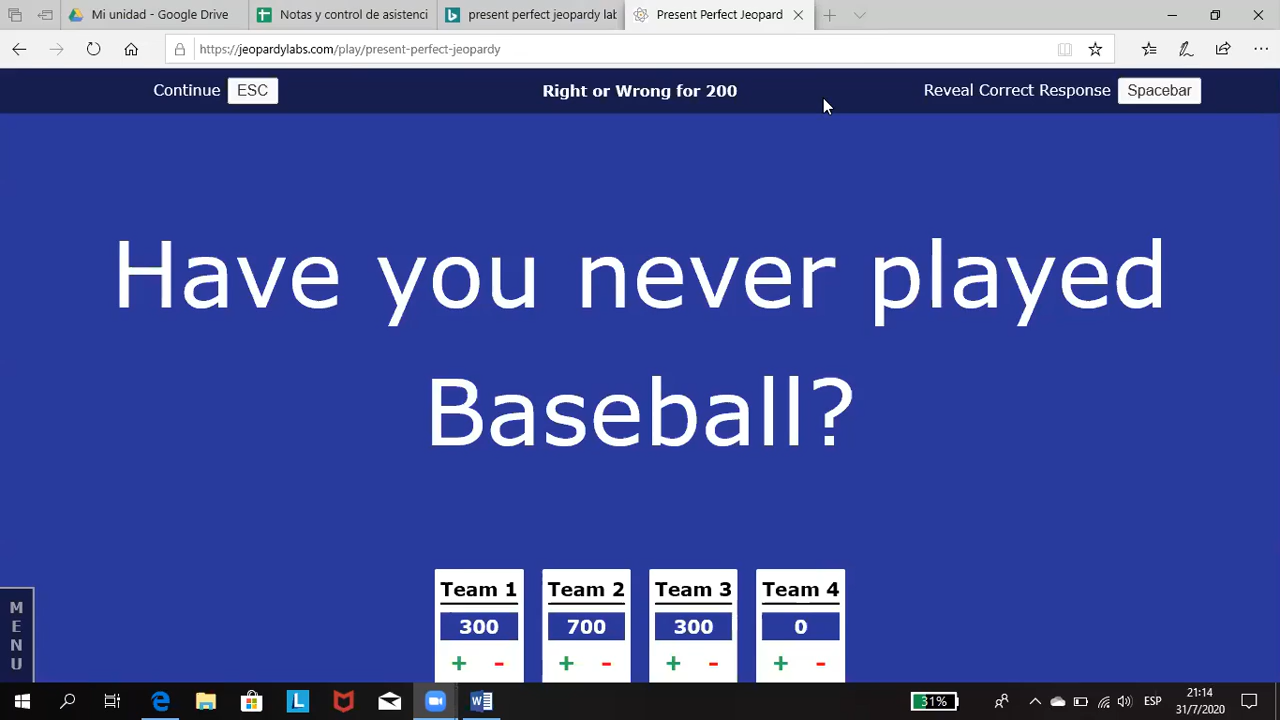 Mi unidad - Google Drive
Notas y control de asistenci
present perfect jeopardy lab
Present Perfect Jeopard
https://jeopardylabs.com/play/present-perfect-jeopardy
Continue ESC
Right or Wrong for 200
Reveal Correct Response Spacebar
Have you never played
Baseball?
MENU
Team 1 Team 2 Team 3 Team 4
300 700 300 0
+ - + - + - + -
31%
ESP
21:14
31/7/2020